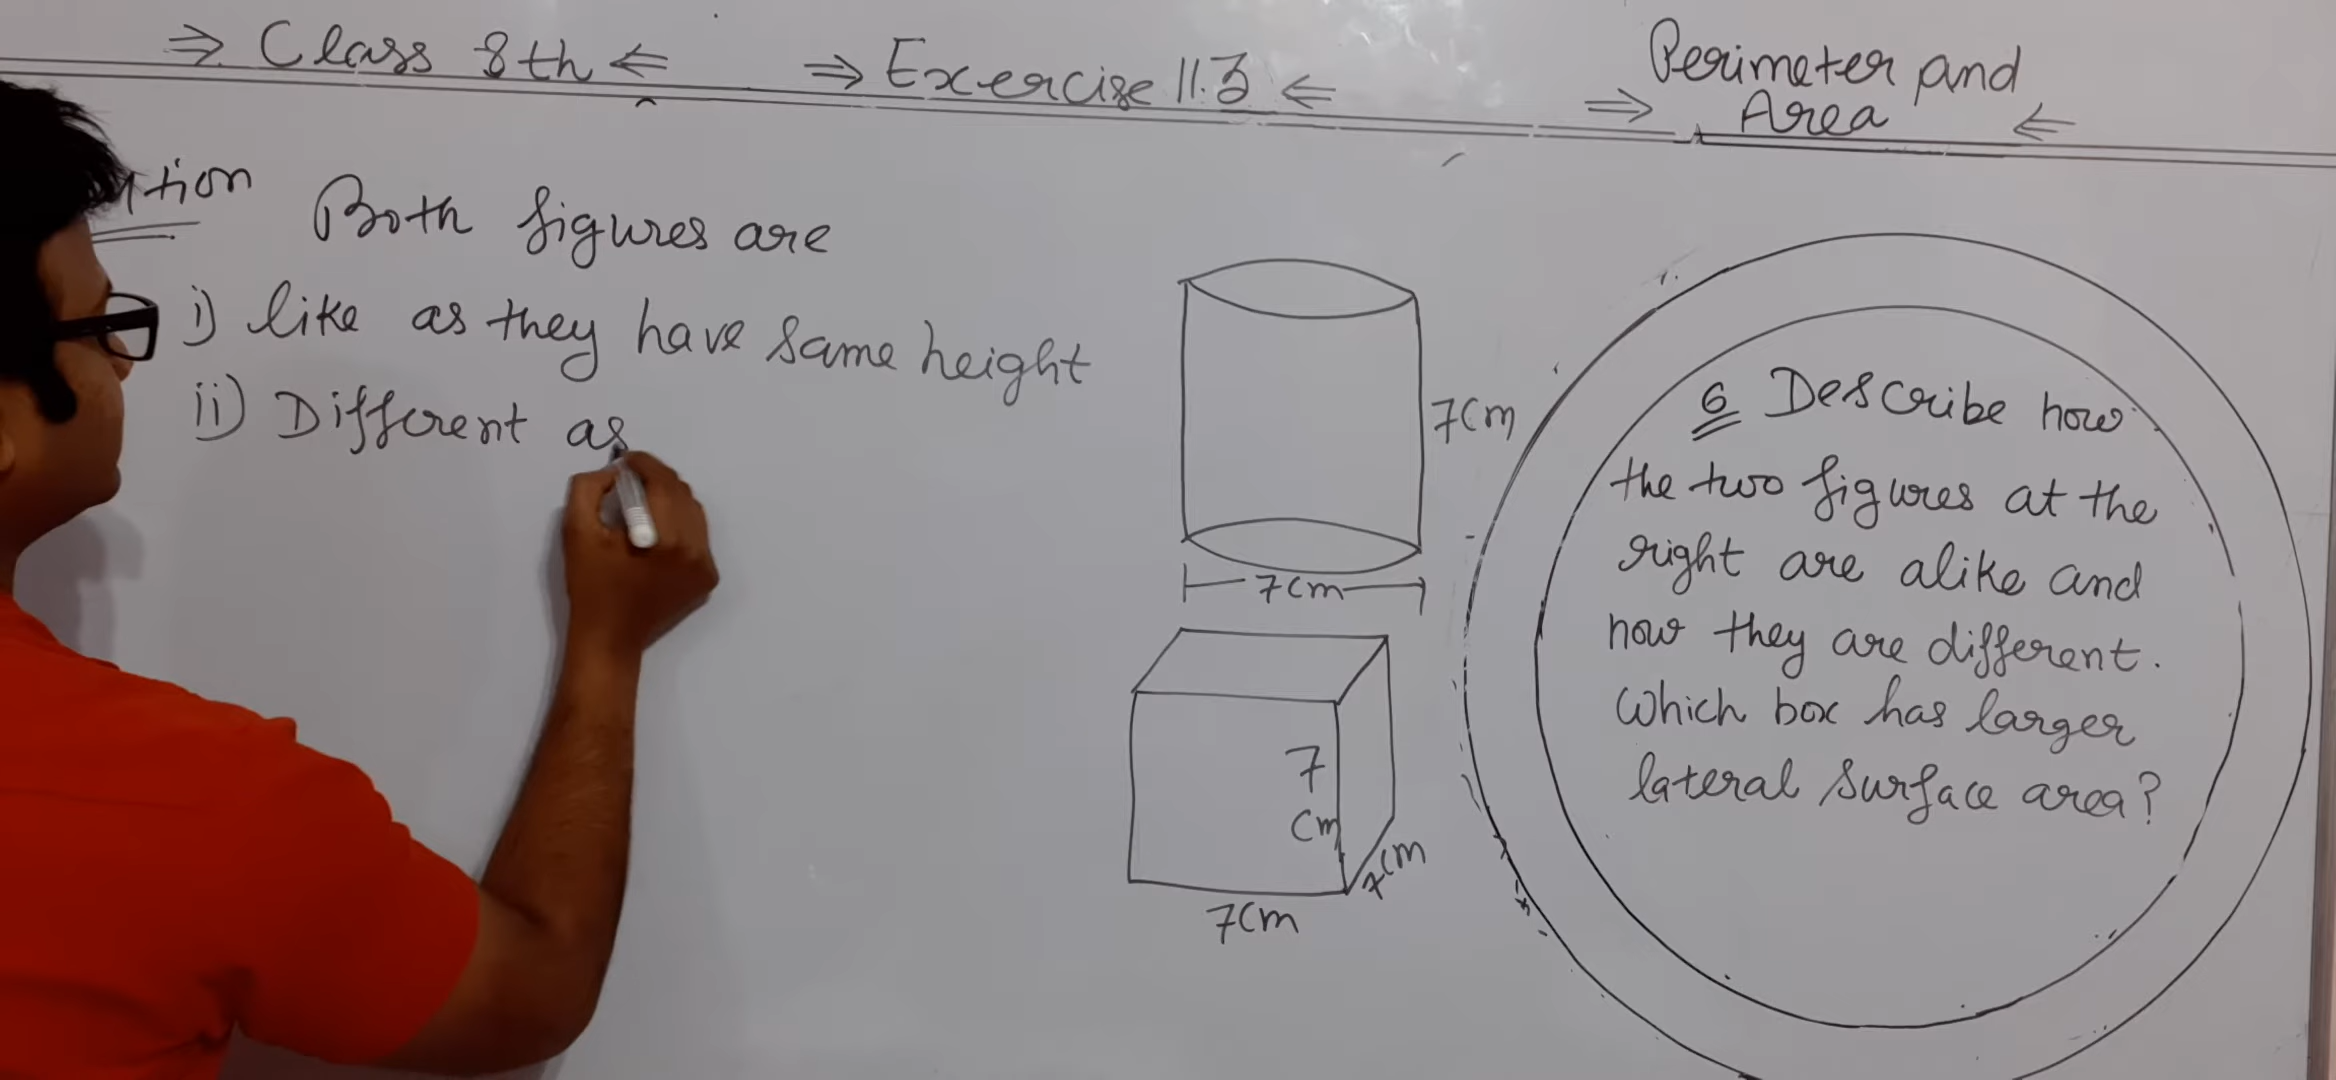 ⇒ Class 8th ⇐ ⇒ Exercise 11.3 ⇐
Perimeter and
⇒ Area ⇐
Both figures are
i) like as they have same height
ii) Different as
7cm
7cm
7
cm
7cm
7cm
6 Describe how
the two figures at the
right are alike and
how they are different.
Which box has larger
lateral surface area?